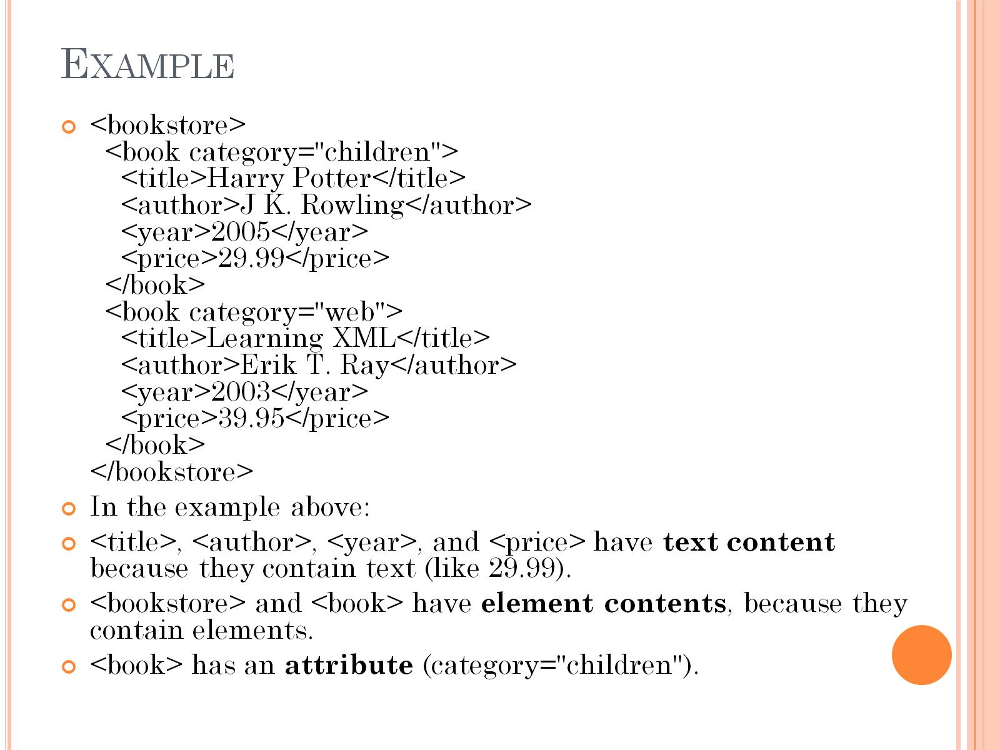 EXAMPLE
<bookstore>
<book category="children">
<title>Harry Potter</title>
<author>J K. Rowling</author>
<year>2005</year>
<price>29.99</price>
</book>
<book category="web">
<title>Learning XML</title>
<author>Erik T. Ray</author>
<year>2003</year>
<price>39.95</price>
</book>
</bookstore>
In the example above:
<title>, <author>, <year>, and <price> have text content
because they contain text (like 29.99).
<bookstore> and <book> have element contents, because they
contain elements.
<book> has an attribute (category="children").